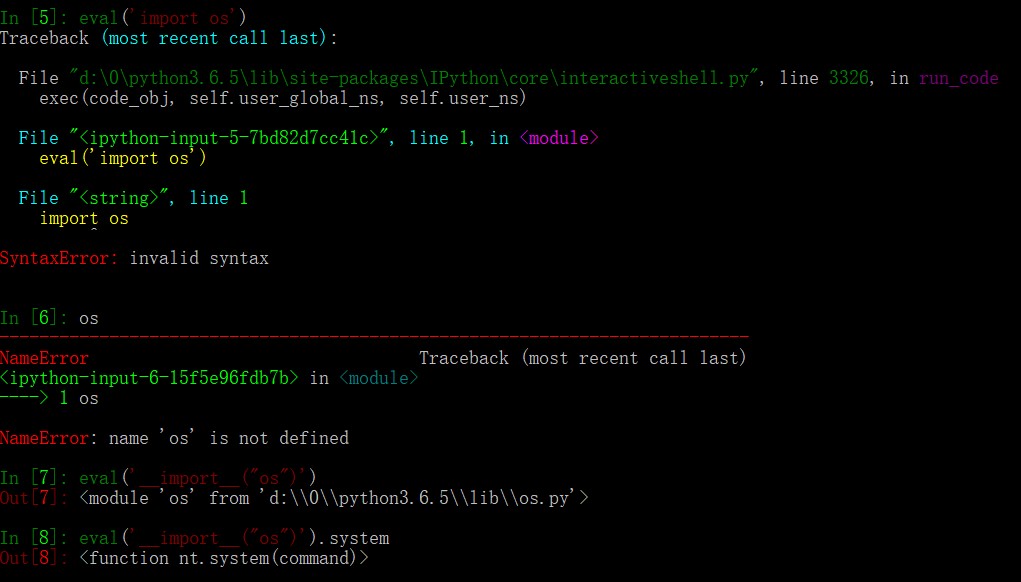 In [5]: eval('import os')
Traceback (most recent call last):
File "d:\0\python3.6.5\lib\site-packages\IPython\core\interactiveshell.py", line 3326, in run_code
exec(code_obj, self.user_global_ns, self.user_ns)
File "<ipython-input-5-7bd82d7cc41c>", line 1, in <module>
eval('import os')
File "<string>", line 1
import os
^
SyntaxError: invalid syntax
In [6]: os
---------------------------------------------------------------------------
NameError                                 Traceback (most recent call last)
<ipython-input-6-15f5e96fdb7b> in <module>
----> 1 os
NameError: name 'os' is not defined
In [7]: eval('__import__("os")')
Out[7]: <module 'os' from 'd:\\0\\python3.6.5\\lib\\os.py'>
In [8]: eval('__import__("os")').system
Out[8]: <function nt.system(command)>